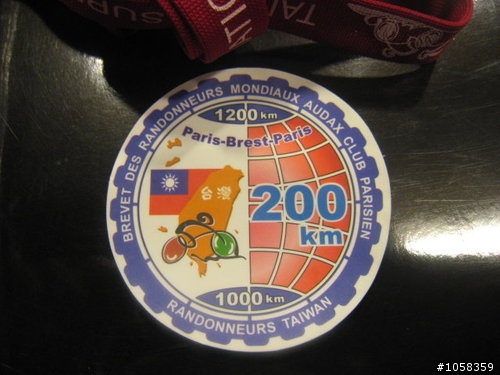 BREVET DES RANDONNEURS MONDIAUX AUDAX CLUB PARISIEN
1200 km
Paris-Brest-Paris
台灣
200
km
1000 km
RANDONNEURS TAIWAN
#1058359